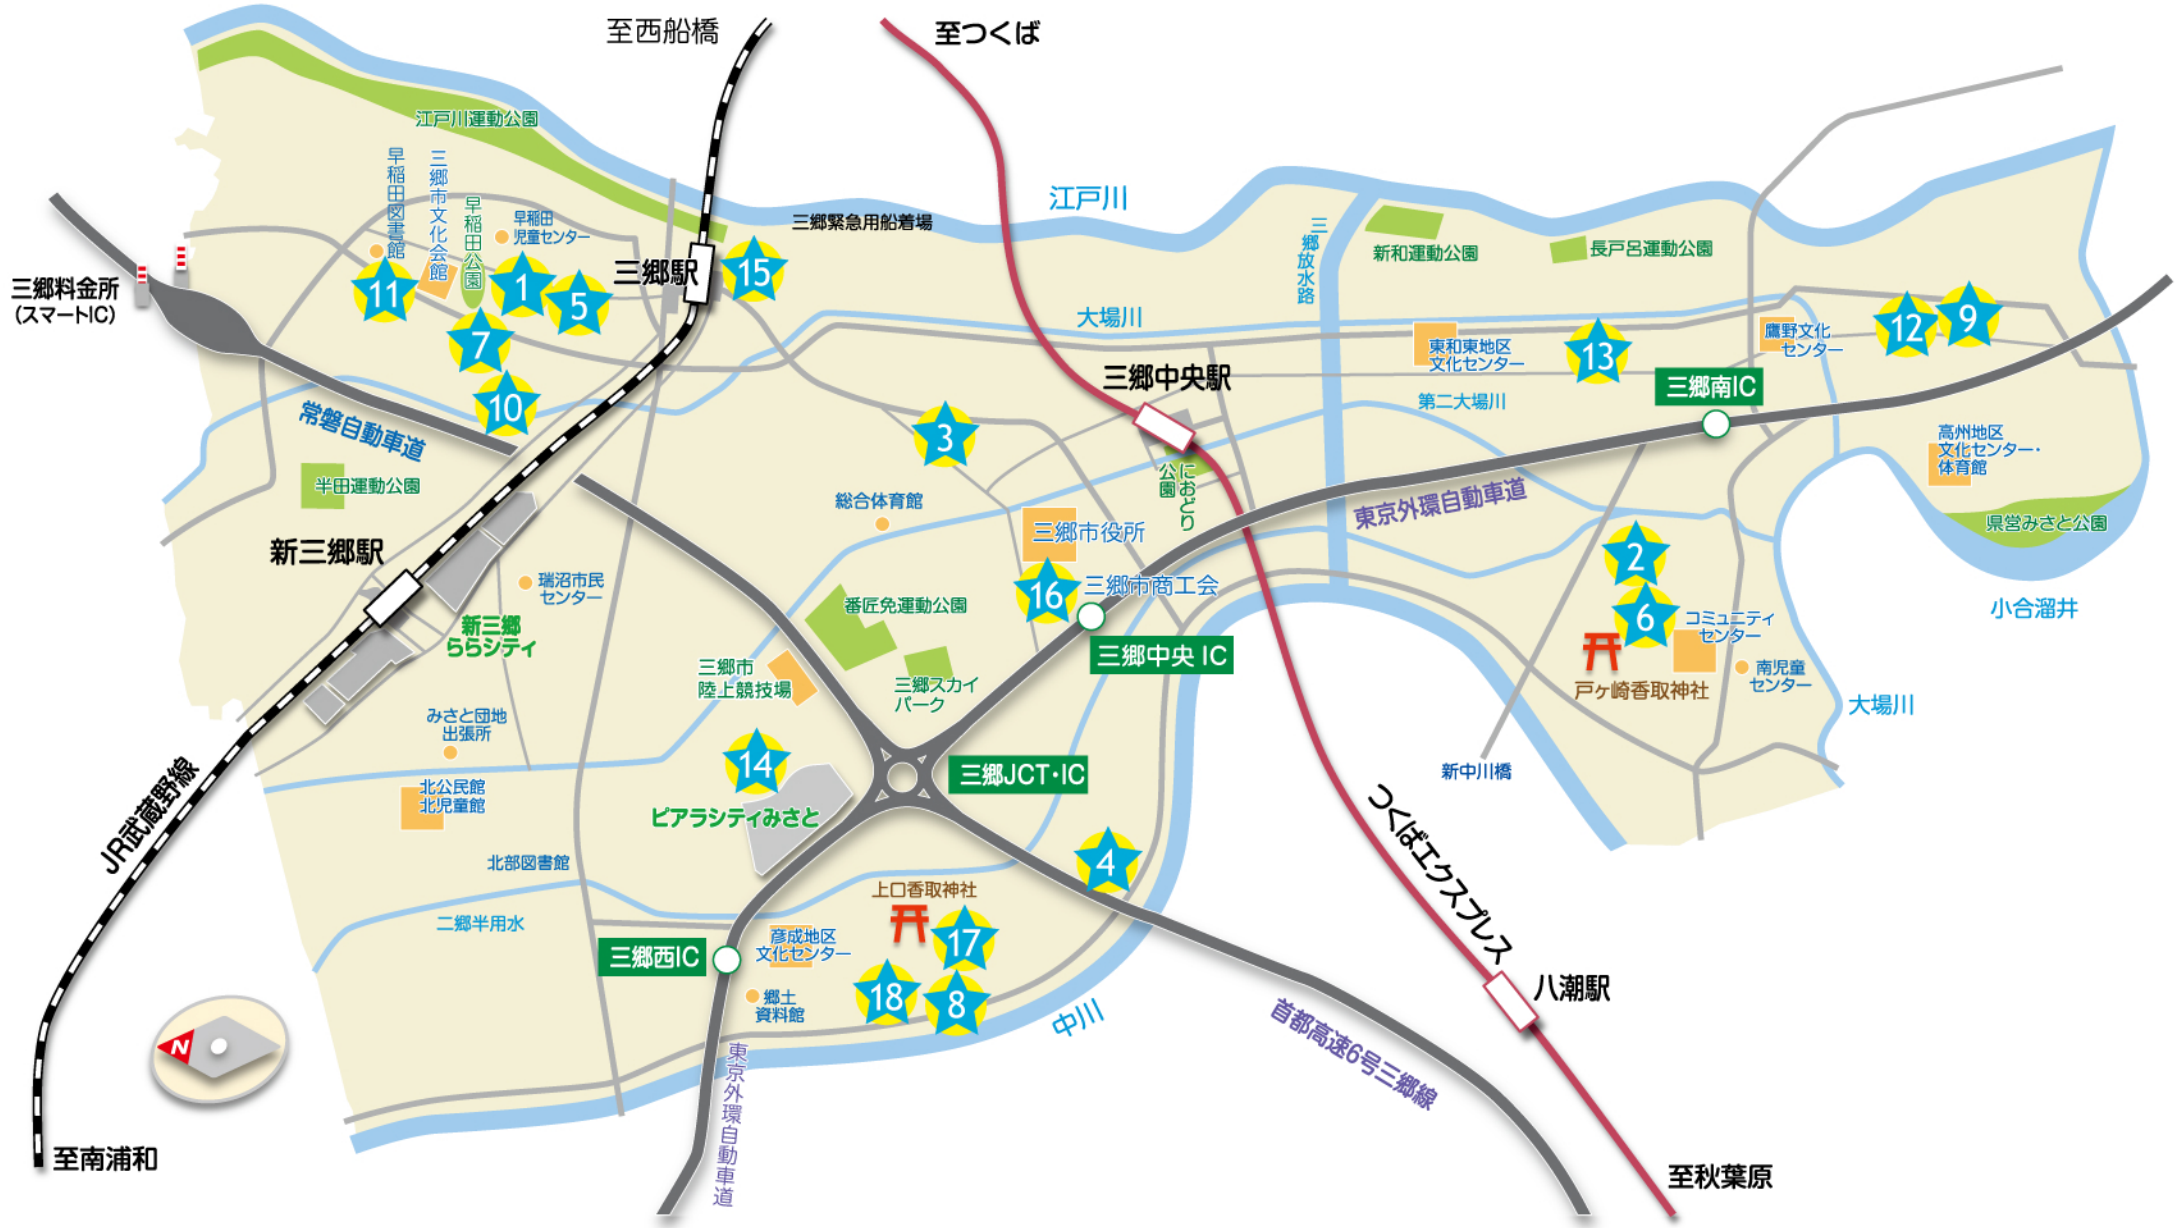 至西船橋
至つくば
江戸川運動公園
早稲田図書館
三郷市文化会館
早稲田公園
早稲田
児童センター
三郷駅
三郷緊急用船着場
江戸川
三郷放水路
新和運動公園
長戸呂運動公園
三郷料金所
(スマートIC)
11
1
5
15
7
10
大場川
三郷中央駅
東和東地区
文化センター
13
鷹野文化
センター
12
9
三郷南IC
第二大場川
常磐自動車道
半田運動公園
3
総合体育館
におどり
公園
東京外環自動車道
高州地区
文化センター・
体育館
県営みさと公園
小合溜井
新三郷駅
瑞沼市民
センター
新三郷
ららシティ
三郷市役所
16
三郷市商工会
三郷中央 IC
番匠免運動公園
三郷市
陸上競技場
三郷スカイ
パーク
2
6
コミュニティ
センター
南児童
センター
戸ヶ崎香取神社
大場川
新中川橋
みさと団地
出張所
北公民館
北児童館
14
ピアラシティみさと
三郷JCT・IC
JR武蔵野線
北部図書館
二郷半用水
4
つくばエクスプレス
上口香取神社
17
18
8
三郷西IC
彦成地区
文化センター
郷土
資料館
中川
八潮駅
首都高速6号三郷線
東京外環自動車道
N
至南浦和
至秋葉原